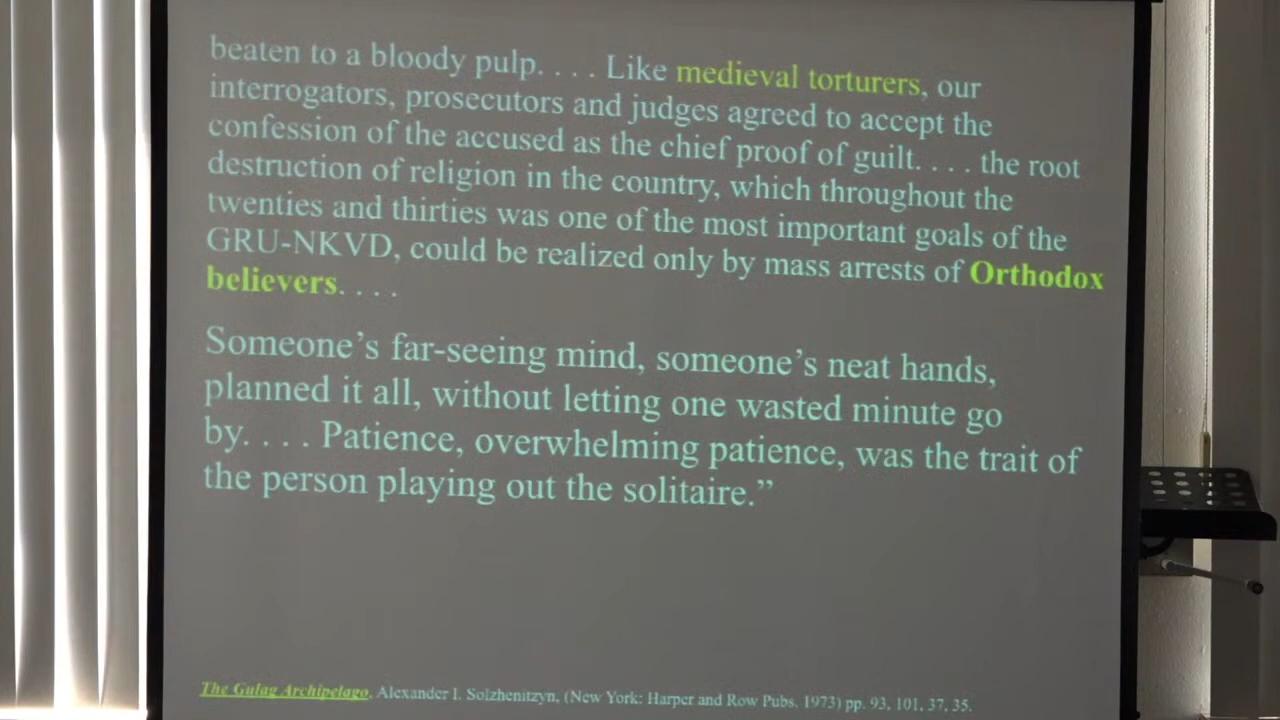 beaten to a bloody pulp. . . . Like medieval torturers, our
interrogators, prosecutors and judges agreed to accept the
confession of the accused as the chief proof of guilt. . . . the root
destruction of religion in the country, which throughout the
twenties and thirties was one of the most important goals of the
GRU-NKVD, could be realized only by mass arrests of Orthodox
believers. . . .
Someone’s far-seeing mind, someone’s neat hands,
planned it all, without letting one wasted minute go
by. . . . Patience, overwhelming patience, was the trait of
the person playing out the solitaire.”
The Gulag Archipelago, Alexander I. Solzhenitzyn, (New York: Harper and Row Pubs, 1973) pp. 93, 101, 37, 35.